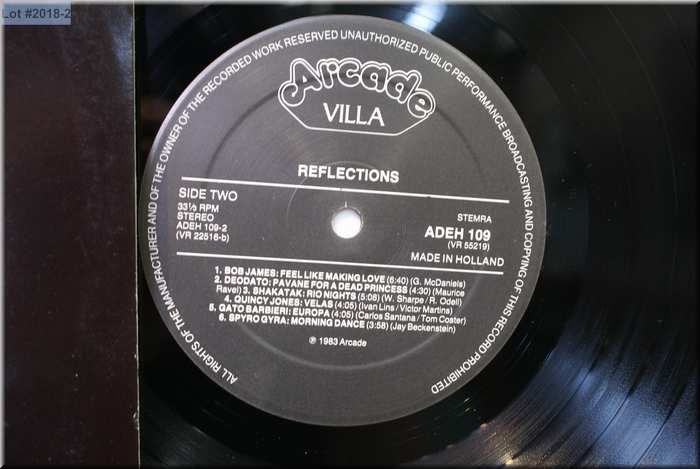 Lot #2018-2
ALL RIGHTS OF THE MANUFACTURER AND OF THE OWNER OF THE RECORDED WORK RESERVED UNAUTHORIZED PUBLIC PERFORMANCE BROADCASTING AND COPYING OF THIS RECORD PROHIBITED
Arcade
VILLA
REFLECTIONS
SIDE TWO
33⅓ RPM
STEREO
ADEH 109-2
(VR 22516-b)
STEMRA
ADEH 109
(VR 55219)
MADE IN HOLLAND
1. BOB JAMES: FEEL LIKE MAKING LOVE (6:40) (G. McDaniels)
2. DEODATO: PAVANE FOR A DEAD PRINCESS (4:30) (Maurice
Ravel) 3. SHAKATAK: RIO NIGHTS (5:08) (W. Sharpe / R. Odell)
4. QUINCY JONES: VELAS (4:05) (Ivan Lins / Victor Martins)
5. GATO BARBIERI: EUROPA (4:05) (Carlos Santana / Tom Coater)
6. SPYRO GYRA: MORNING DANCE (3:58) (Jay Beckenstein)
℗ 1983 Arcade